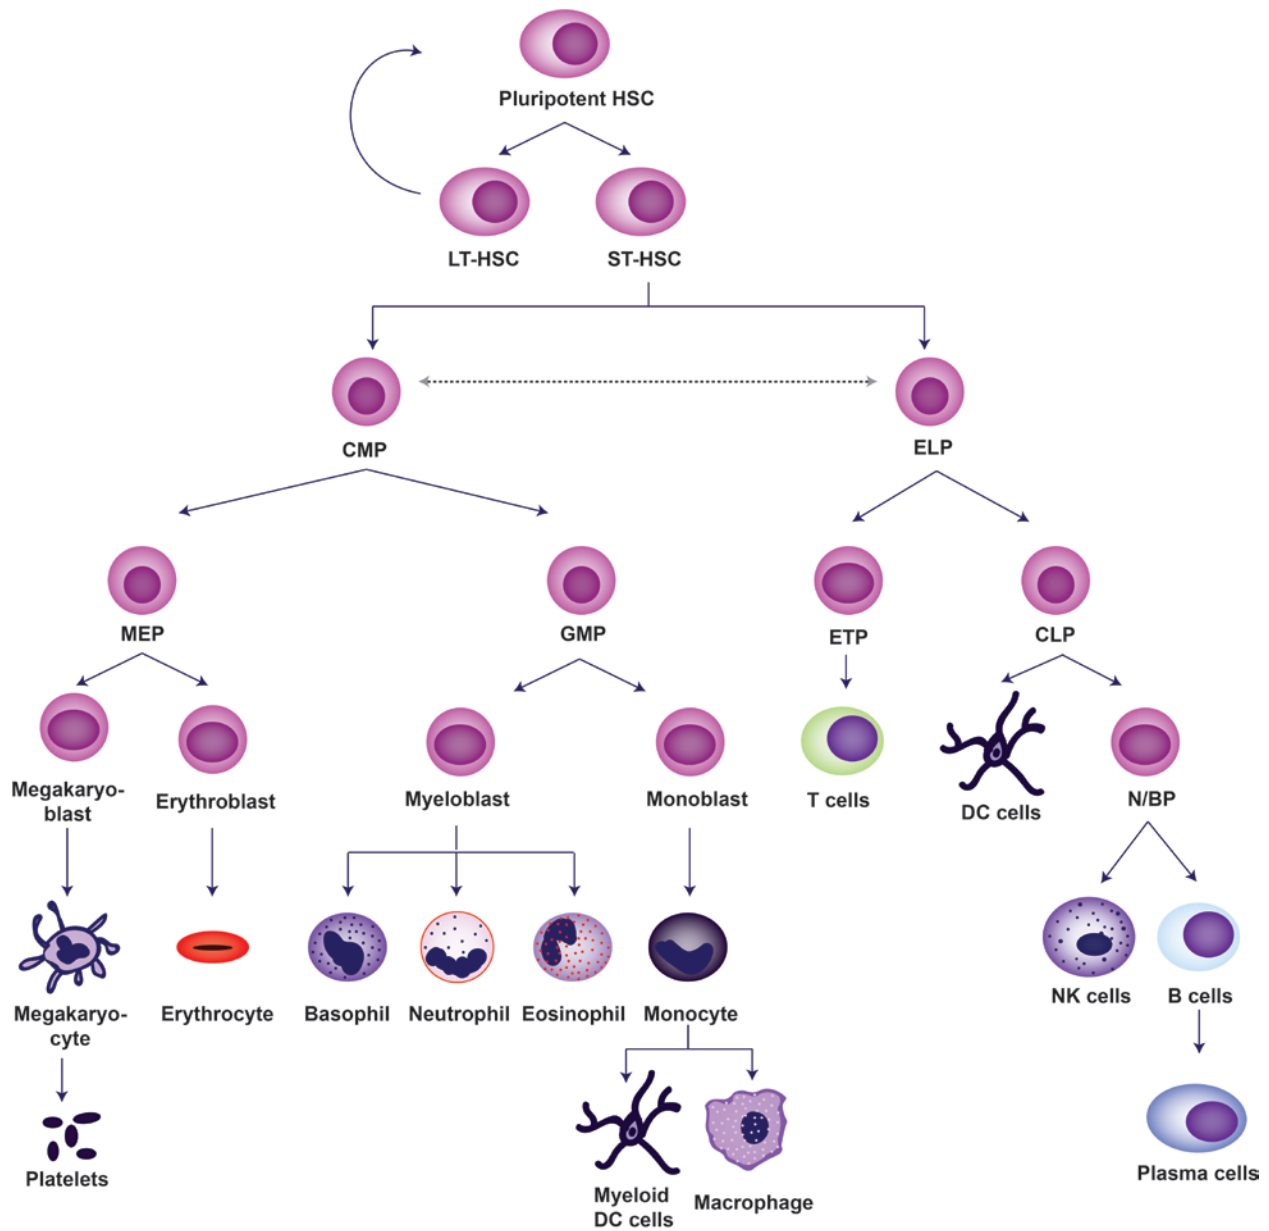 Pluripotent HSC
LT-HSC
ST-HSC
CMP
ELP
MEP
GMP
ETP
CLP
Megakaryo-
blast
Erythroblast
Myeloblast
Monoblast
T cells
DC cells
N/BP
Megakaryo-
cyte
Erythrocyte
Basophil
Neutrophil
Eosinophil
Monocyte
NK cells
B cells
Platelets
Myeloid
DC cells
Macrophage
Plasma cells